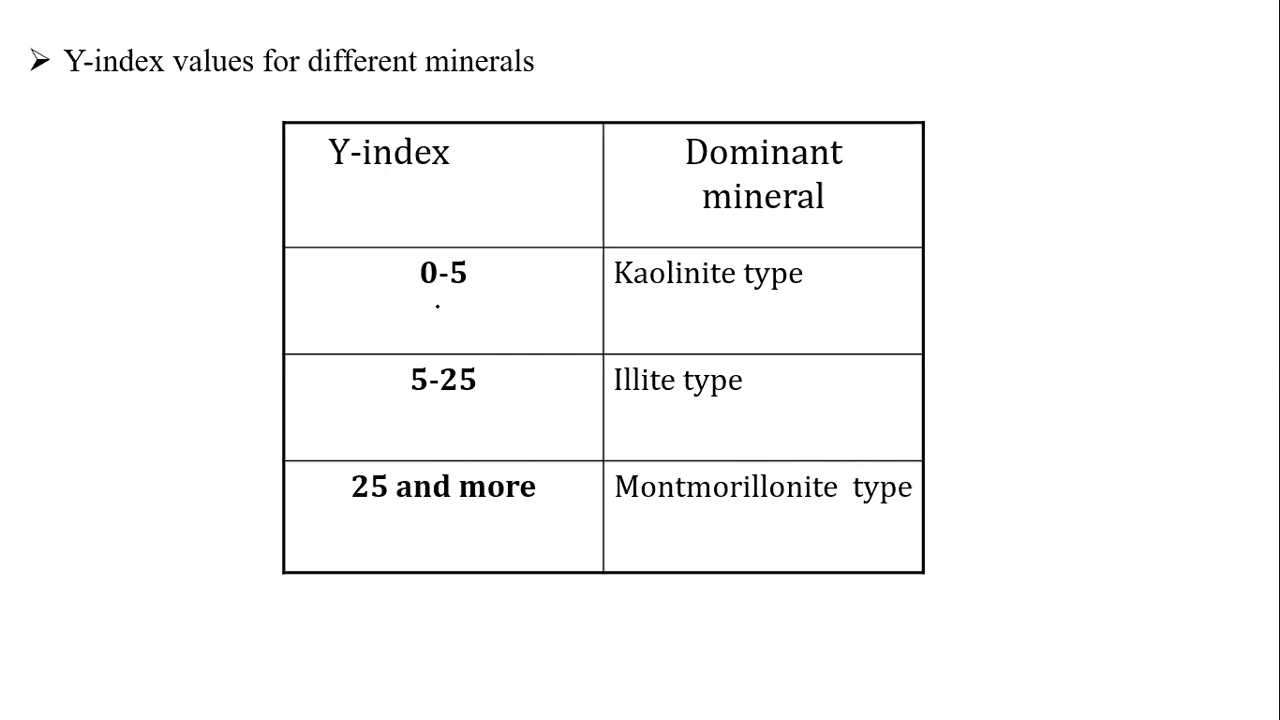 ➢ Y-index values for different minerals
Y-index
Dominant
mineral
0-5
Kaolinite type
5-25
Illite type
25 and more
Montmorillonite type